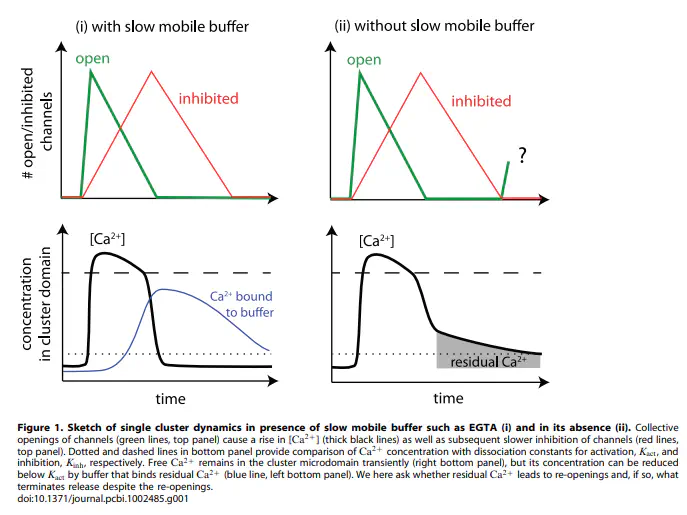 (i) with slow mobile buffer
(ii) without slow mobile buffer
# open/inhibited
channels
open
inhibited
open
inhibited
?
concentration
in cluster domain
[Ca²⁺]
Ca²⁺ bound
to buffer
time
[Ca²⁺]
residual Ca²⁺
time
Figure 1. Sketch of single cluster dynamics in presence of slow mobile buffer such as EGTA (i) and in its absence (ii). Collective
openings of channels (green lines, top panel) cause a rise in [Ca²⁺] (thick black lines) as well as subsequent slower inhibition of channels (red lines,
top panel). Dotted and dashed lines in bottom panel provide comparison of Ca²⁺ concentration with dissociation constants for activation, Kact, and
inhibition, Kinh, respectively. Free Ca²⁺ remains in the cluster microdomain transiently (right bottom panel), but its concentration can be reduced
below Kact by buffer that binds residual Ca²⁺ (blue line, left bottom panel). We here ask whether residual Ca²⁺ leads to re-openings and, if so, what
terminates release despite the re-openings.
doi:10.1371/journal.pcbi.1002485.g001